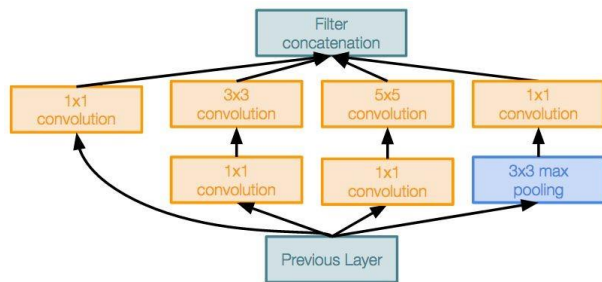 Filter
concatenation
1x1
convolution
3x3
convolution
5x5
convolution
1x1
convolution
1x1
convolution
1x1
convolution
3x3 max
pooling
Previous Layer